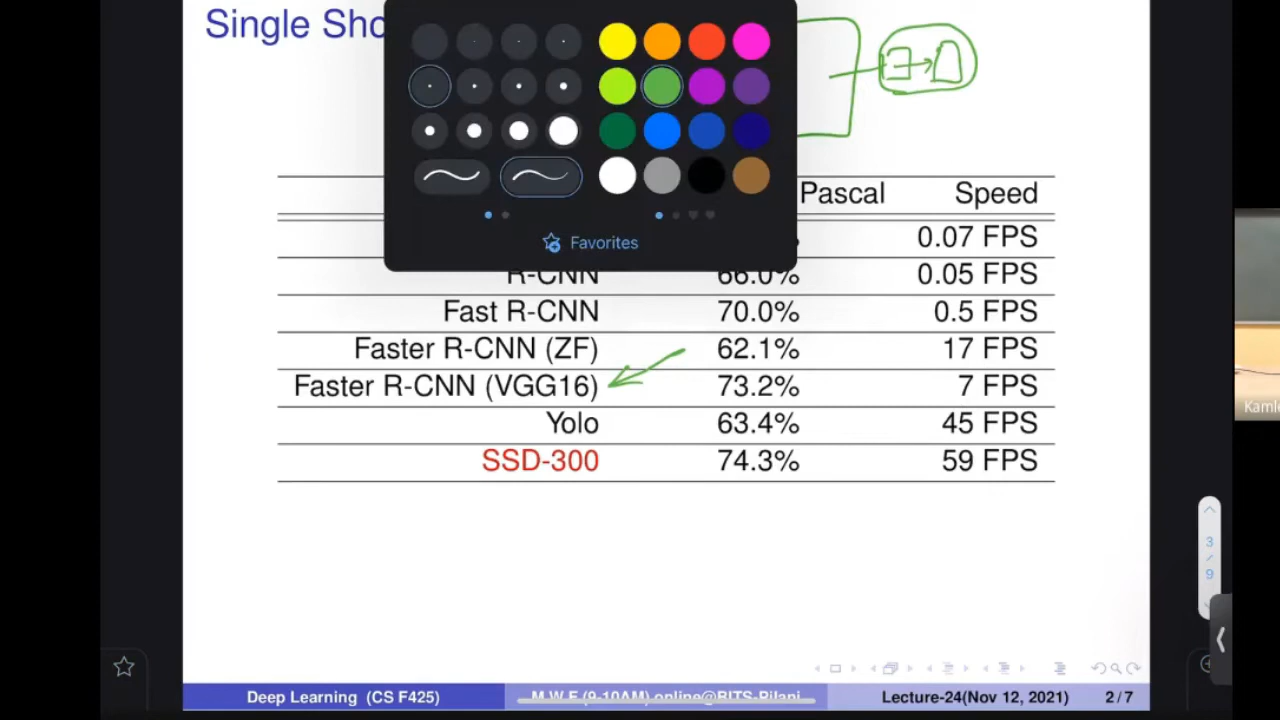 Single Sho
Pascal Speed
0.07 FPS
R-CNN 66.0% 0.05 FPS
Fast R-CNN 70.0% 0.5 FPS
Faster R-CNN (ZF) 62.1% 17 FPS
Faster R-CNN (VGG16) 73.2% 7 FPS
Yolo 63.4% 45 FPS
SSD-300 74.3% 59 FPS
Favorites
Kaml
3
/
9
Deep Learning (CS F425) M W F (9-10AM) online@BITS-Pilani Lecture-24(Nov 12, 2021) 2 / 7